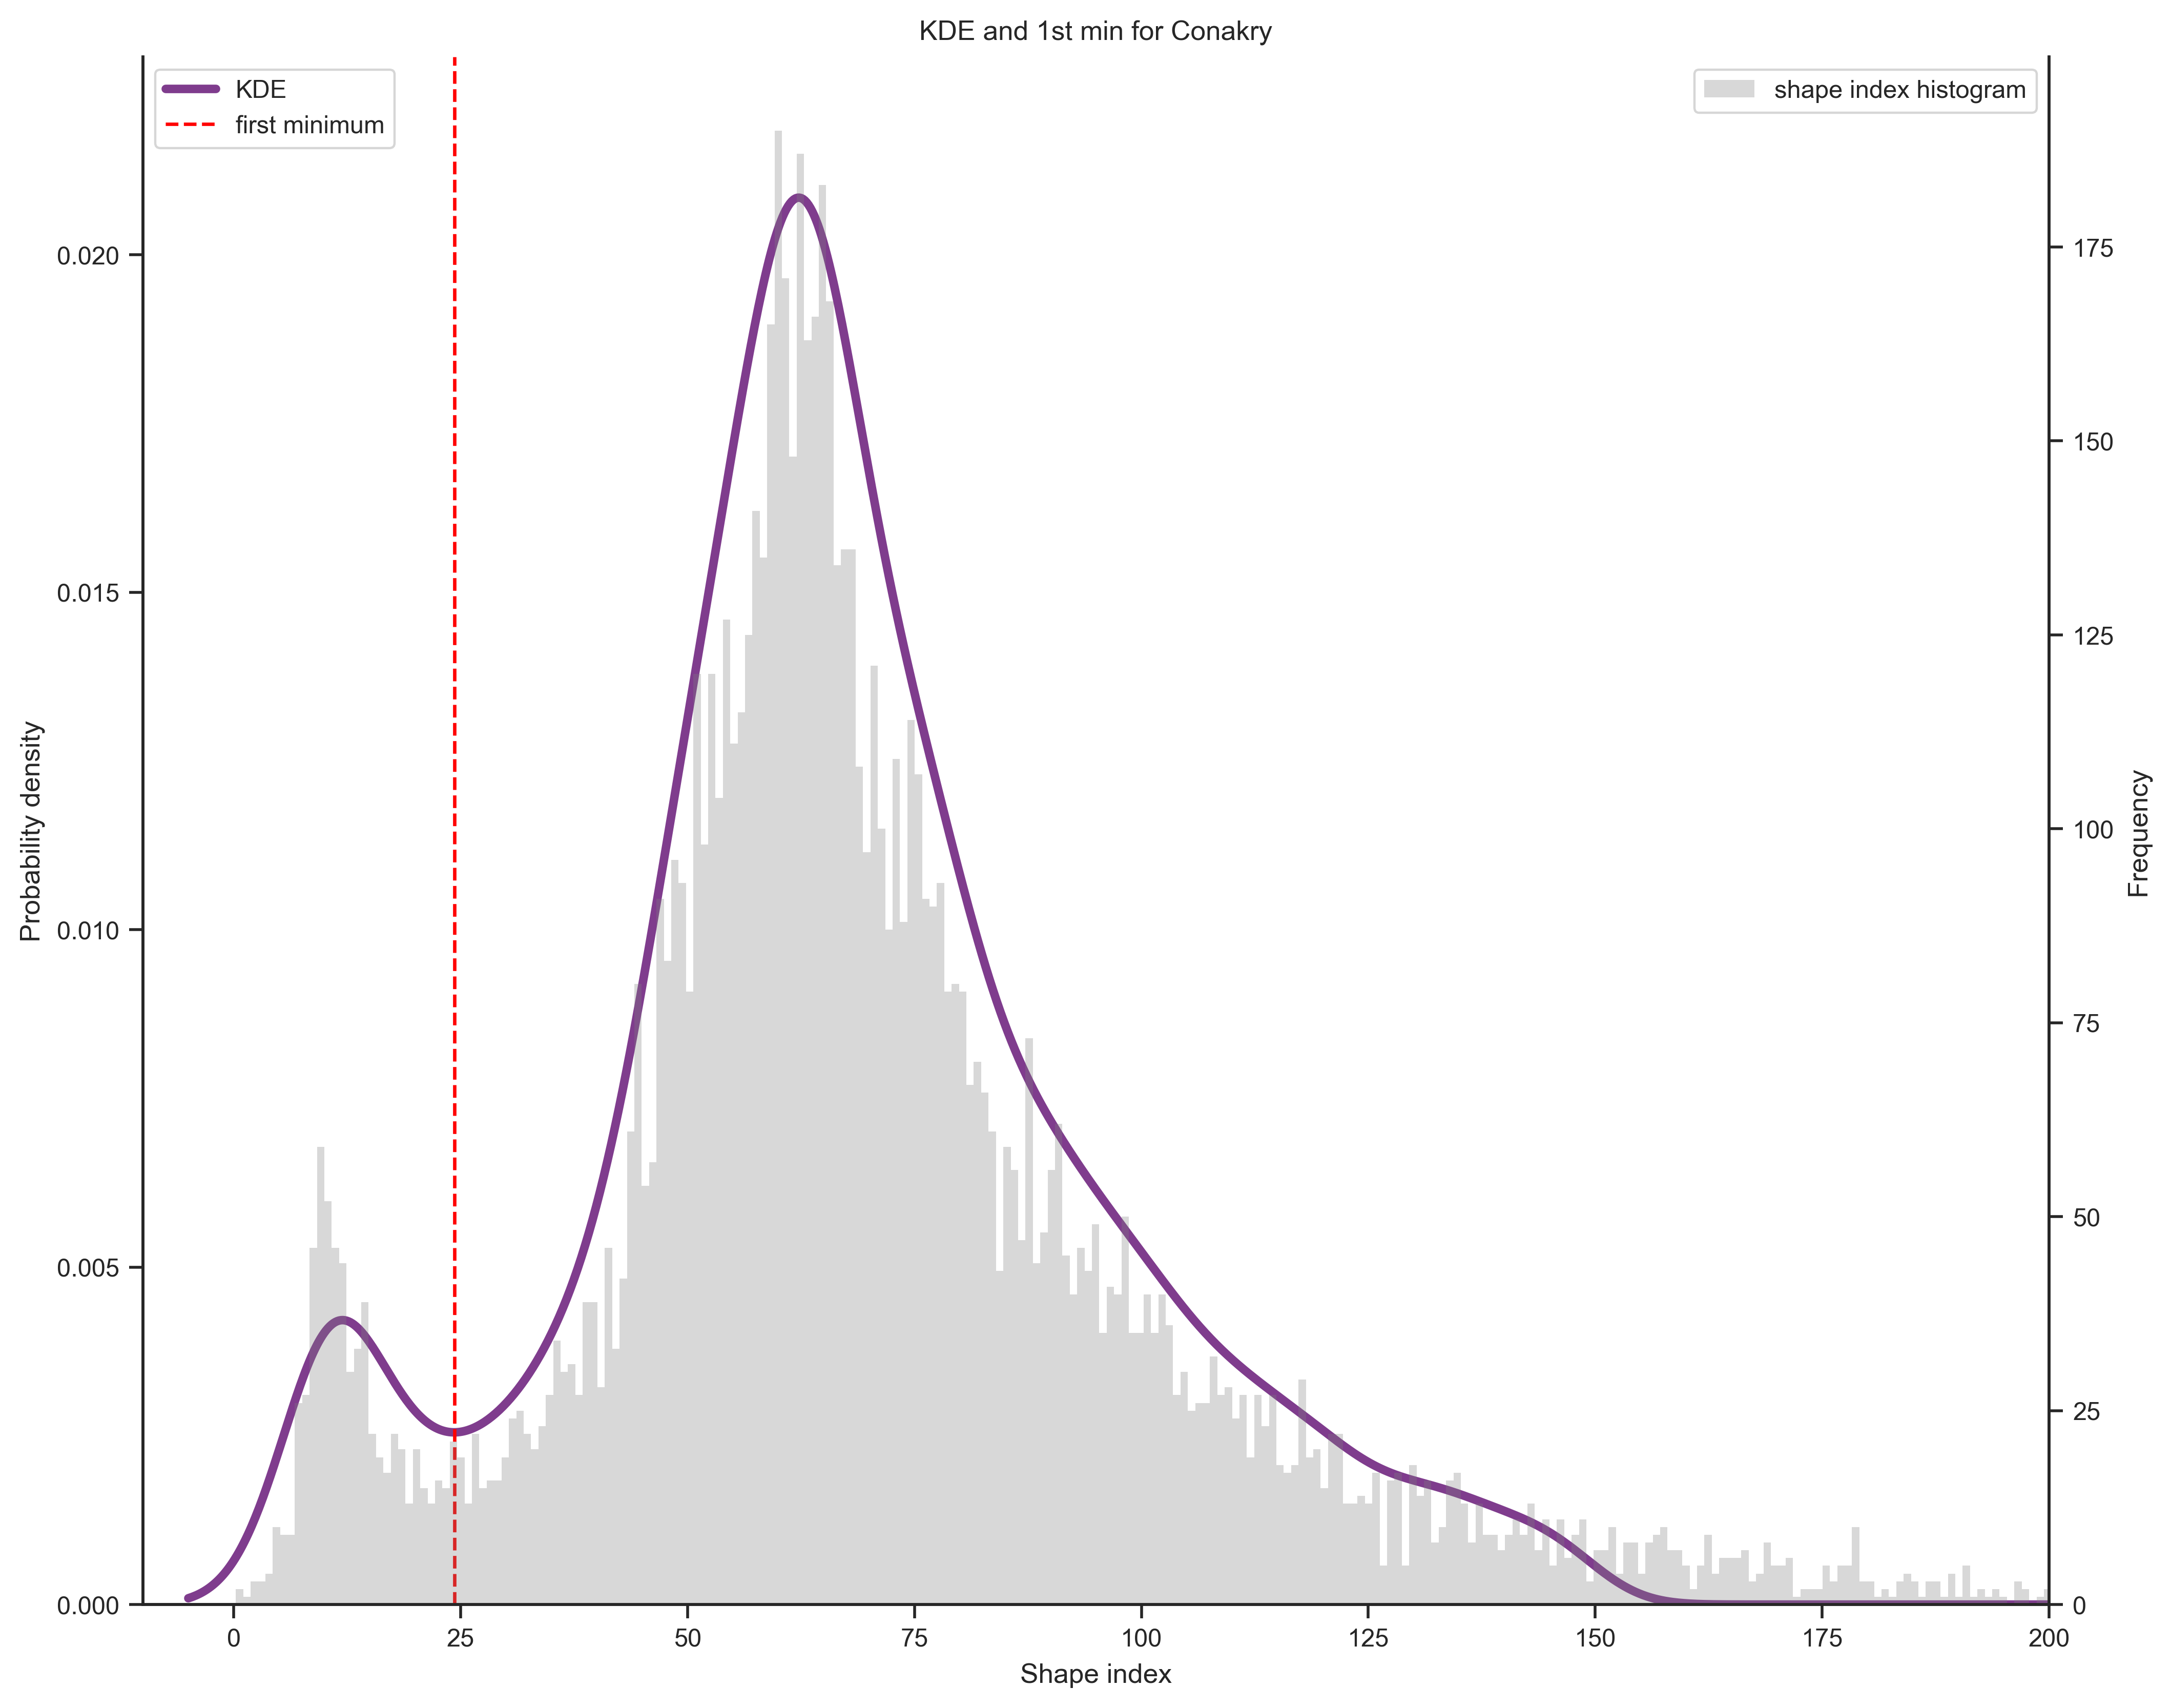 KDE and 1st min for Conakry
KDE
first minimum
shape index histogram
Probability density
0.020
0.015
0.010
0.005
0.000
175
150
125
100
75
50
25
0
Frequency
0 25 50 75 100 125 150 175 200
Shape index